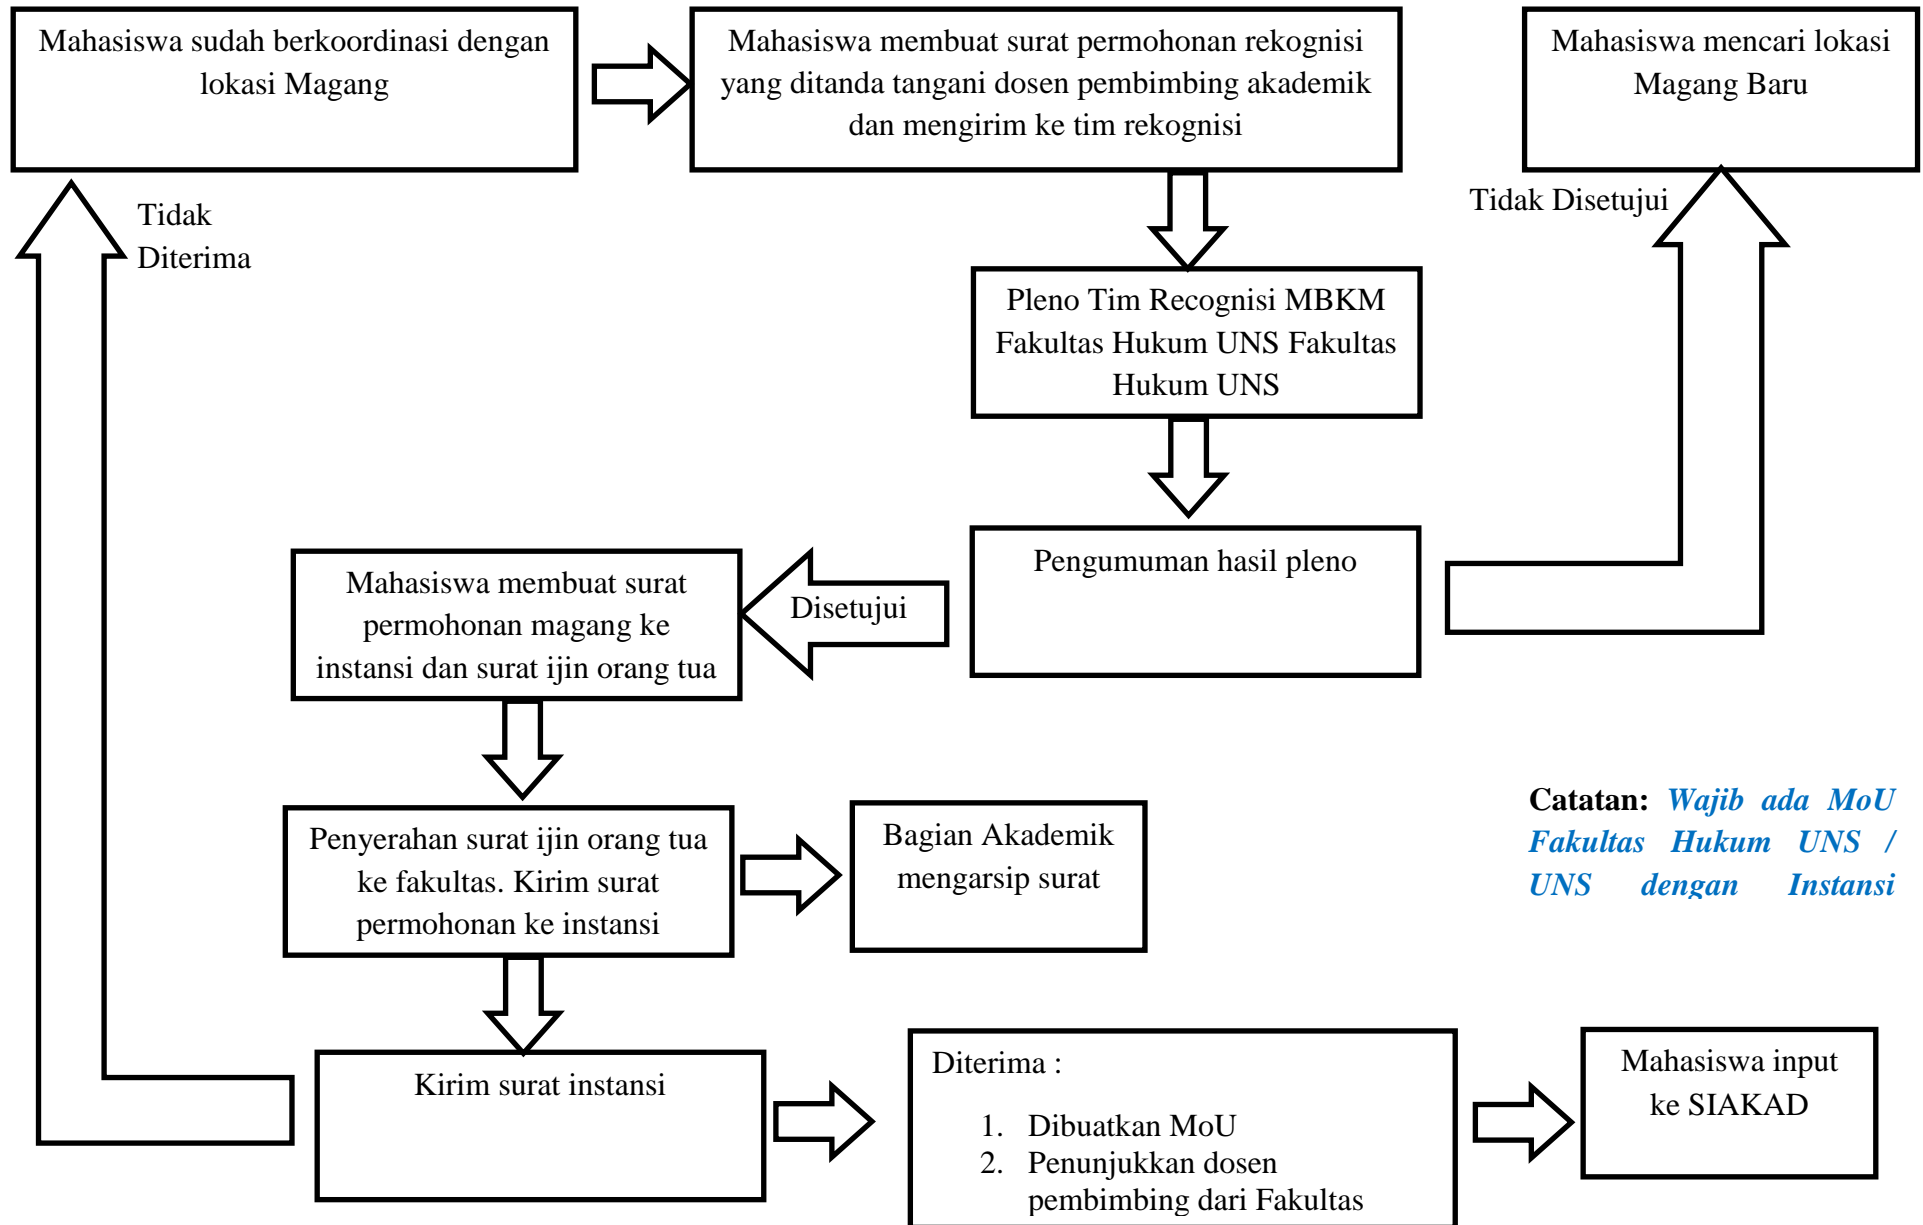 Mahasiswa sudah berkoordinasi dengan
lokasi Magang
Mahasiswa membuat surat permohonan rekognisi
yang ditanda tangani dosen pembimbing akademik
dan mengirim ke tim rekognisi
Mahasiswa mencari lokasi
Magang Baru
Tidak
Diterima
Tidak Disetujui
Pleno Tim Recognisi MBKM
Fakultas Hukum UNS Fakultas
Hukum UNS
Pengumuman hasil pleno
Disetujui
Mahasiswa membuat surat
permohonan magang ke
instansi dan surat ijin orang tua
Penyerahan surat ijin orang tua
ke fakultas. Kirim surat
permohonan ke instansi
Bagian Akademik
mengarsip surat
Catatan: Wajib ada MoU
Fakultas Hukum UNS /
UNS dengan Instansi
Kirim surat instansi
Diterima :
1. Dibuatkan MoU
2. Penunjukkan dosen
pembimbing dari Fakultas
Mahasiswa input
ke SIAKAD